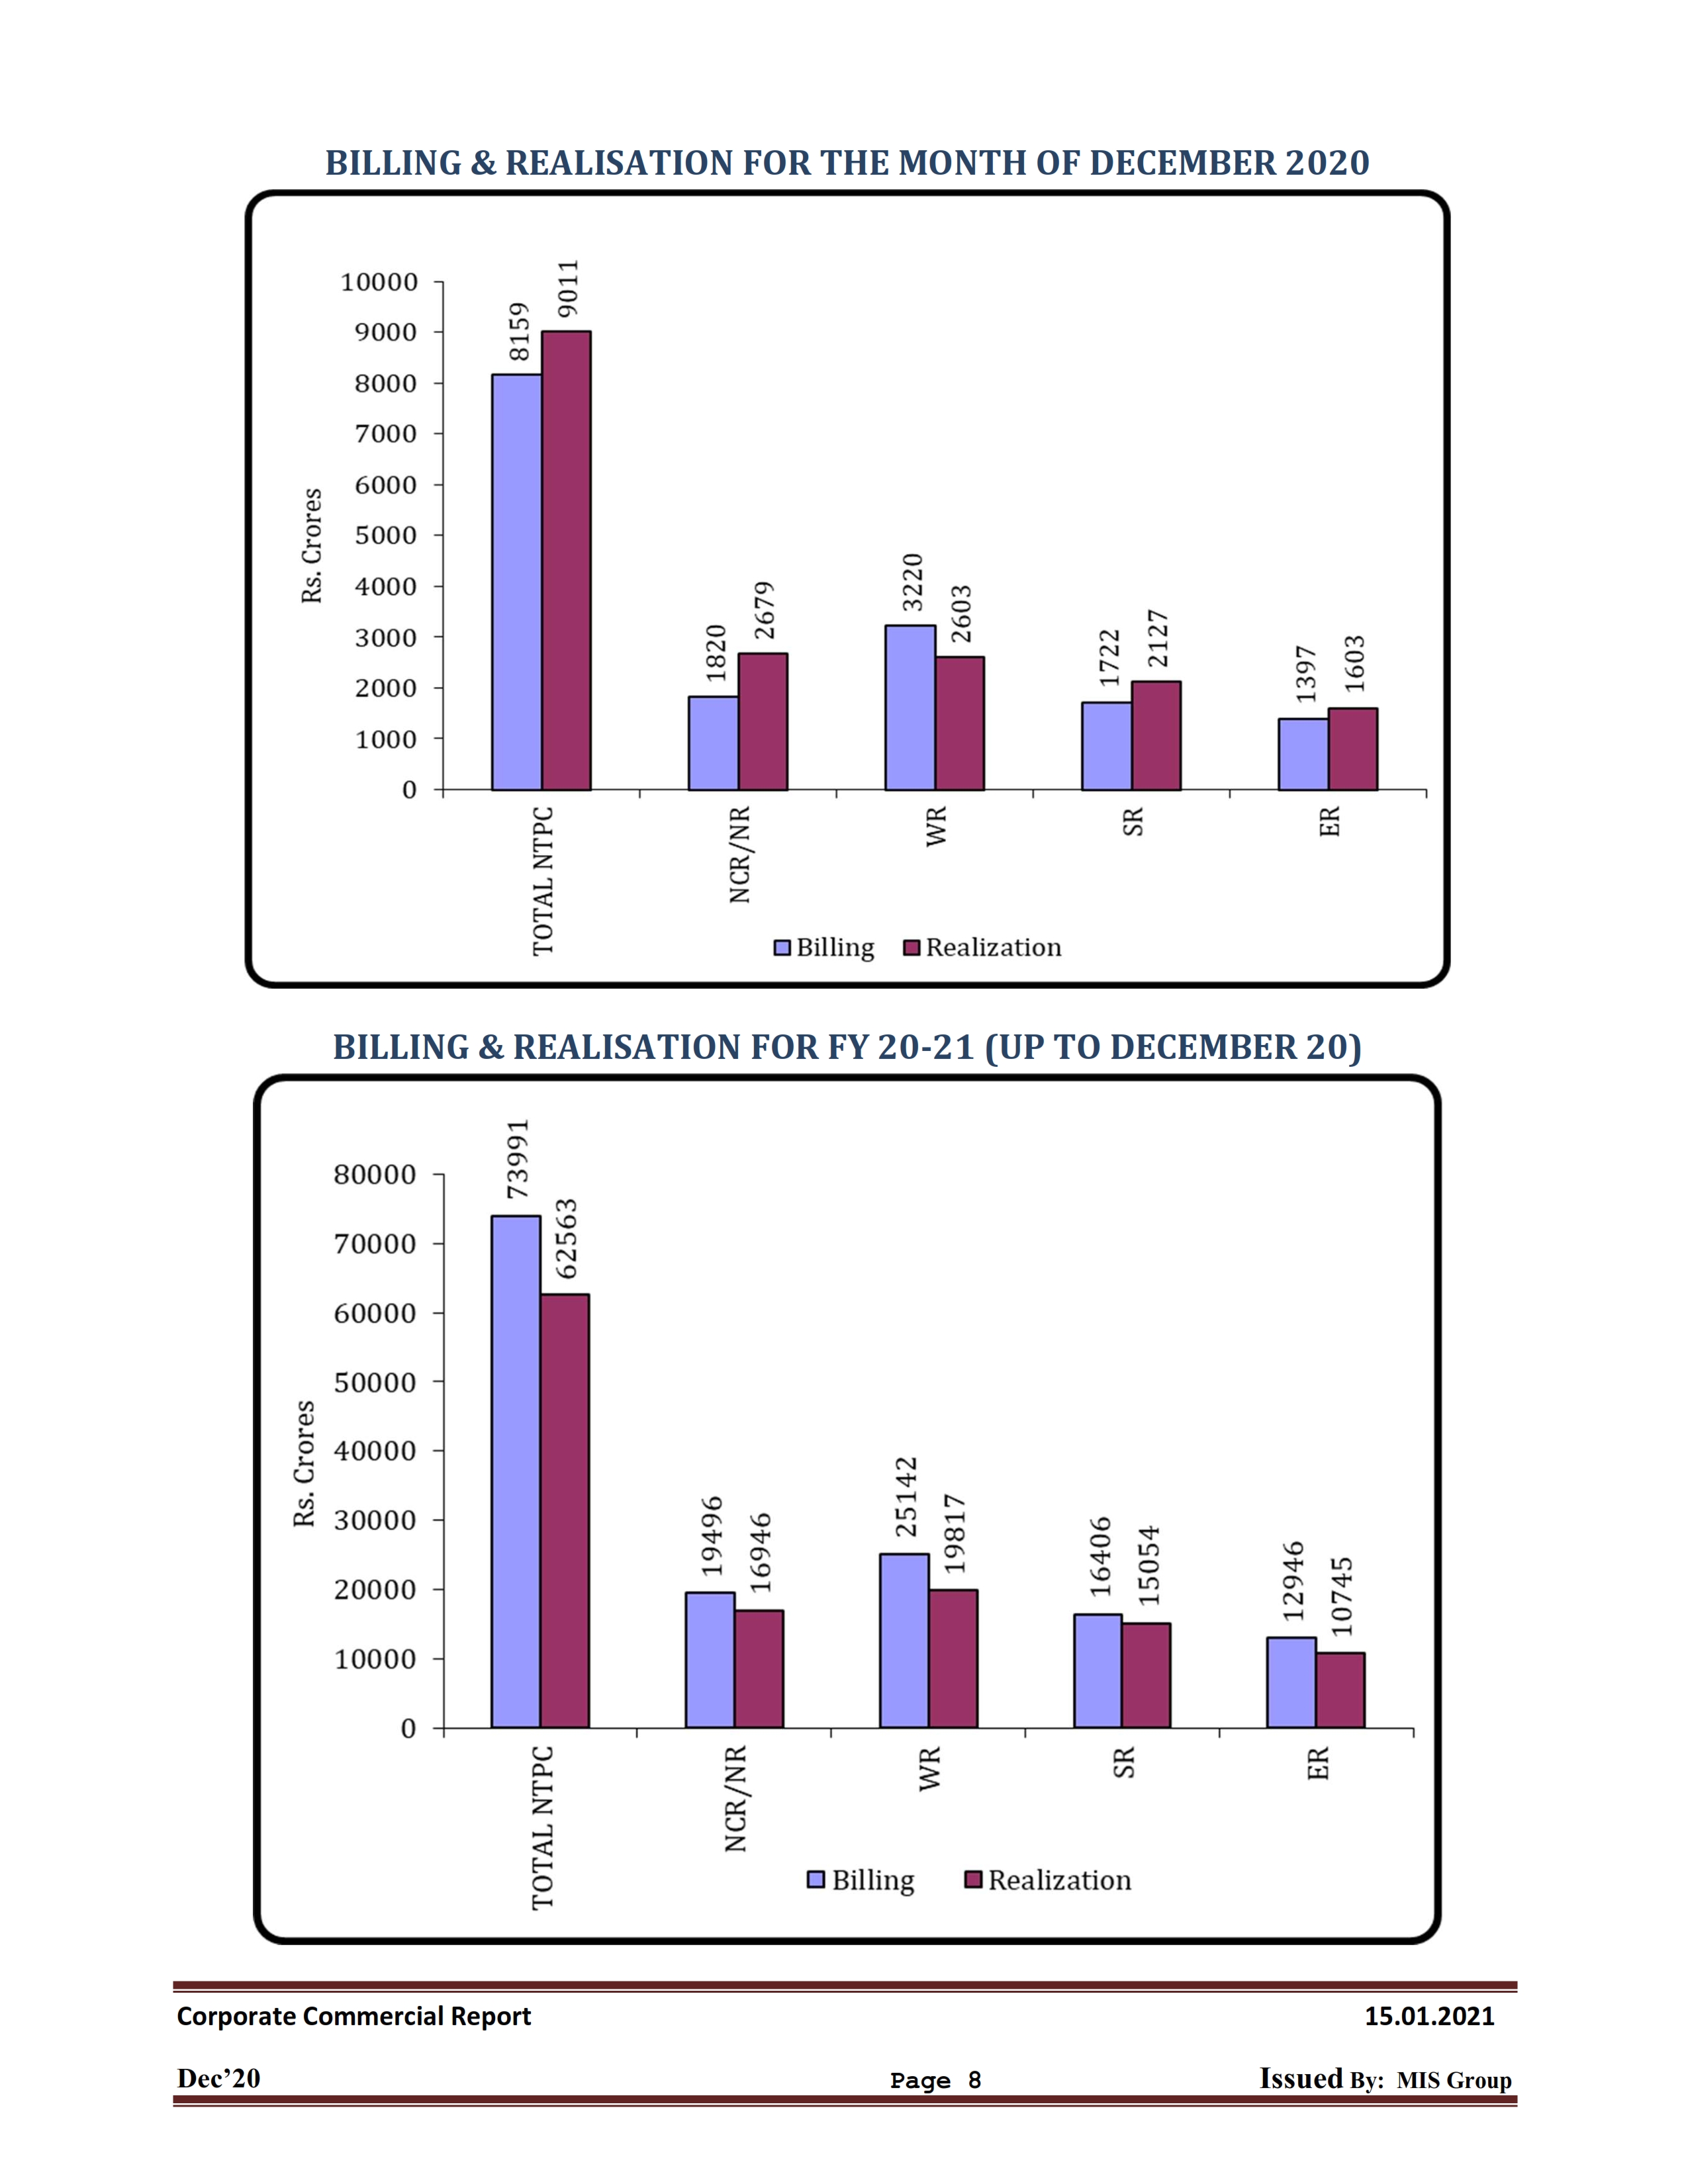 BILLING & REALISATION FOR THE MONTH OF DECEMBER 2020
10000
9000
8000
7000
6000
5000
4000
3000
2000
1000
0
Rs. Crores
8159
9011
1820
2679
3220
2603
1722
2127
1397
1603
TOTAL NTPC
NCR/NR
WR
SR
ER
Billing Realization
BILLING & REALISATION FOR FY 20-21 (UP TO DECEMBER 20)
80000
70000
60000
50000
40000
30000
20000
10000
0
Rs. Crores
73991
62563
19496
16946
25142
19817
16406
15054
12946
10745
TOTAL NTPC
NCR/NR
WR
SR
ER
Billing Realization
Corporate Commercial Report 15.01.2021
Dec’20 Page 8 Issued By: MIS Group